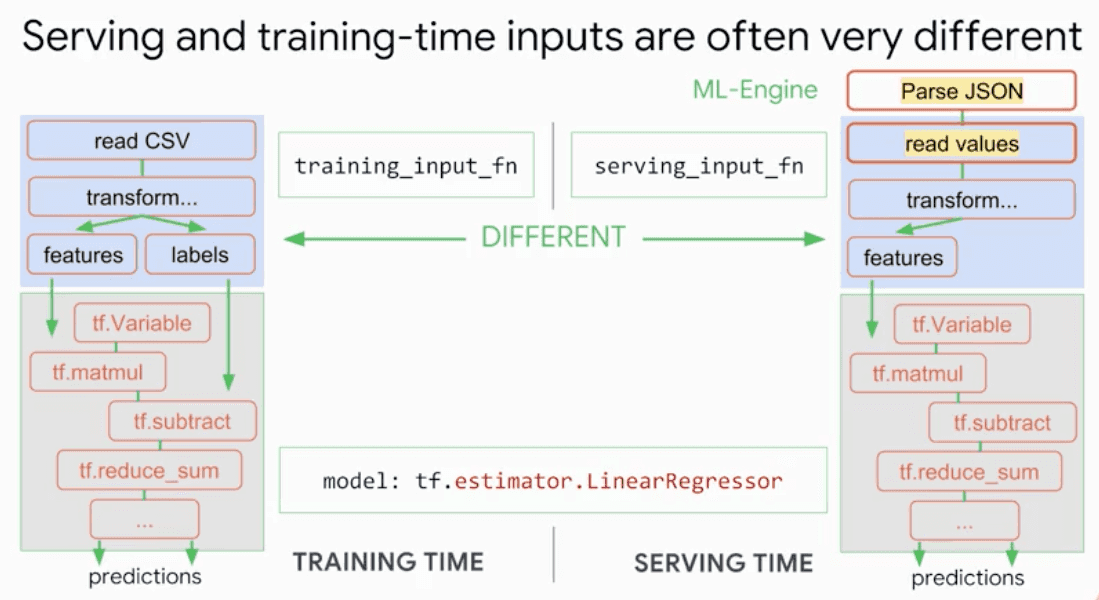 Serving and training-time inputs are often very different
ML-Engine
read CSV
transform...
features
labels
tf.Variable
tf.matmul
tf.subtract
tf.reduce_sum
...
predictions
training_input_fn
serving_input_fn
DIFFERENT
model: tf.estimator.LinearRegressor
TRAINING TIME
SERVING TIME
Parse JSON
read values
transform...
features
tf.Variable
tf.matmul
tf.subtract
tf.reduce_sum
...
predictions